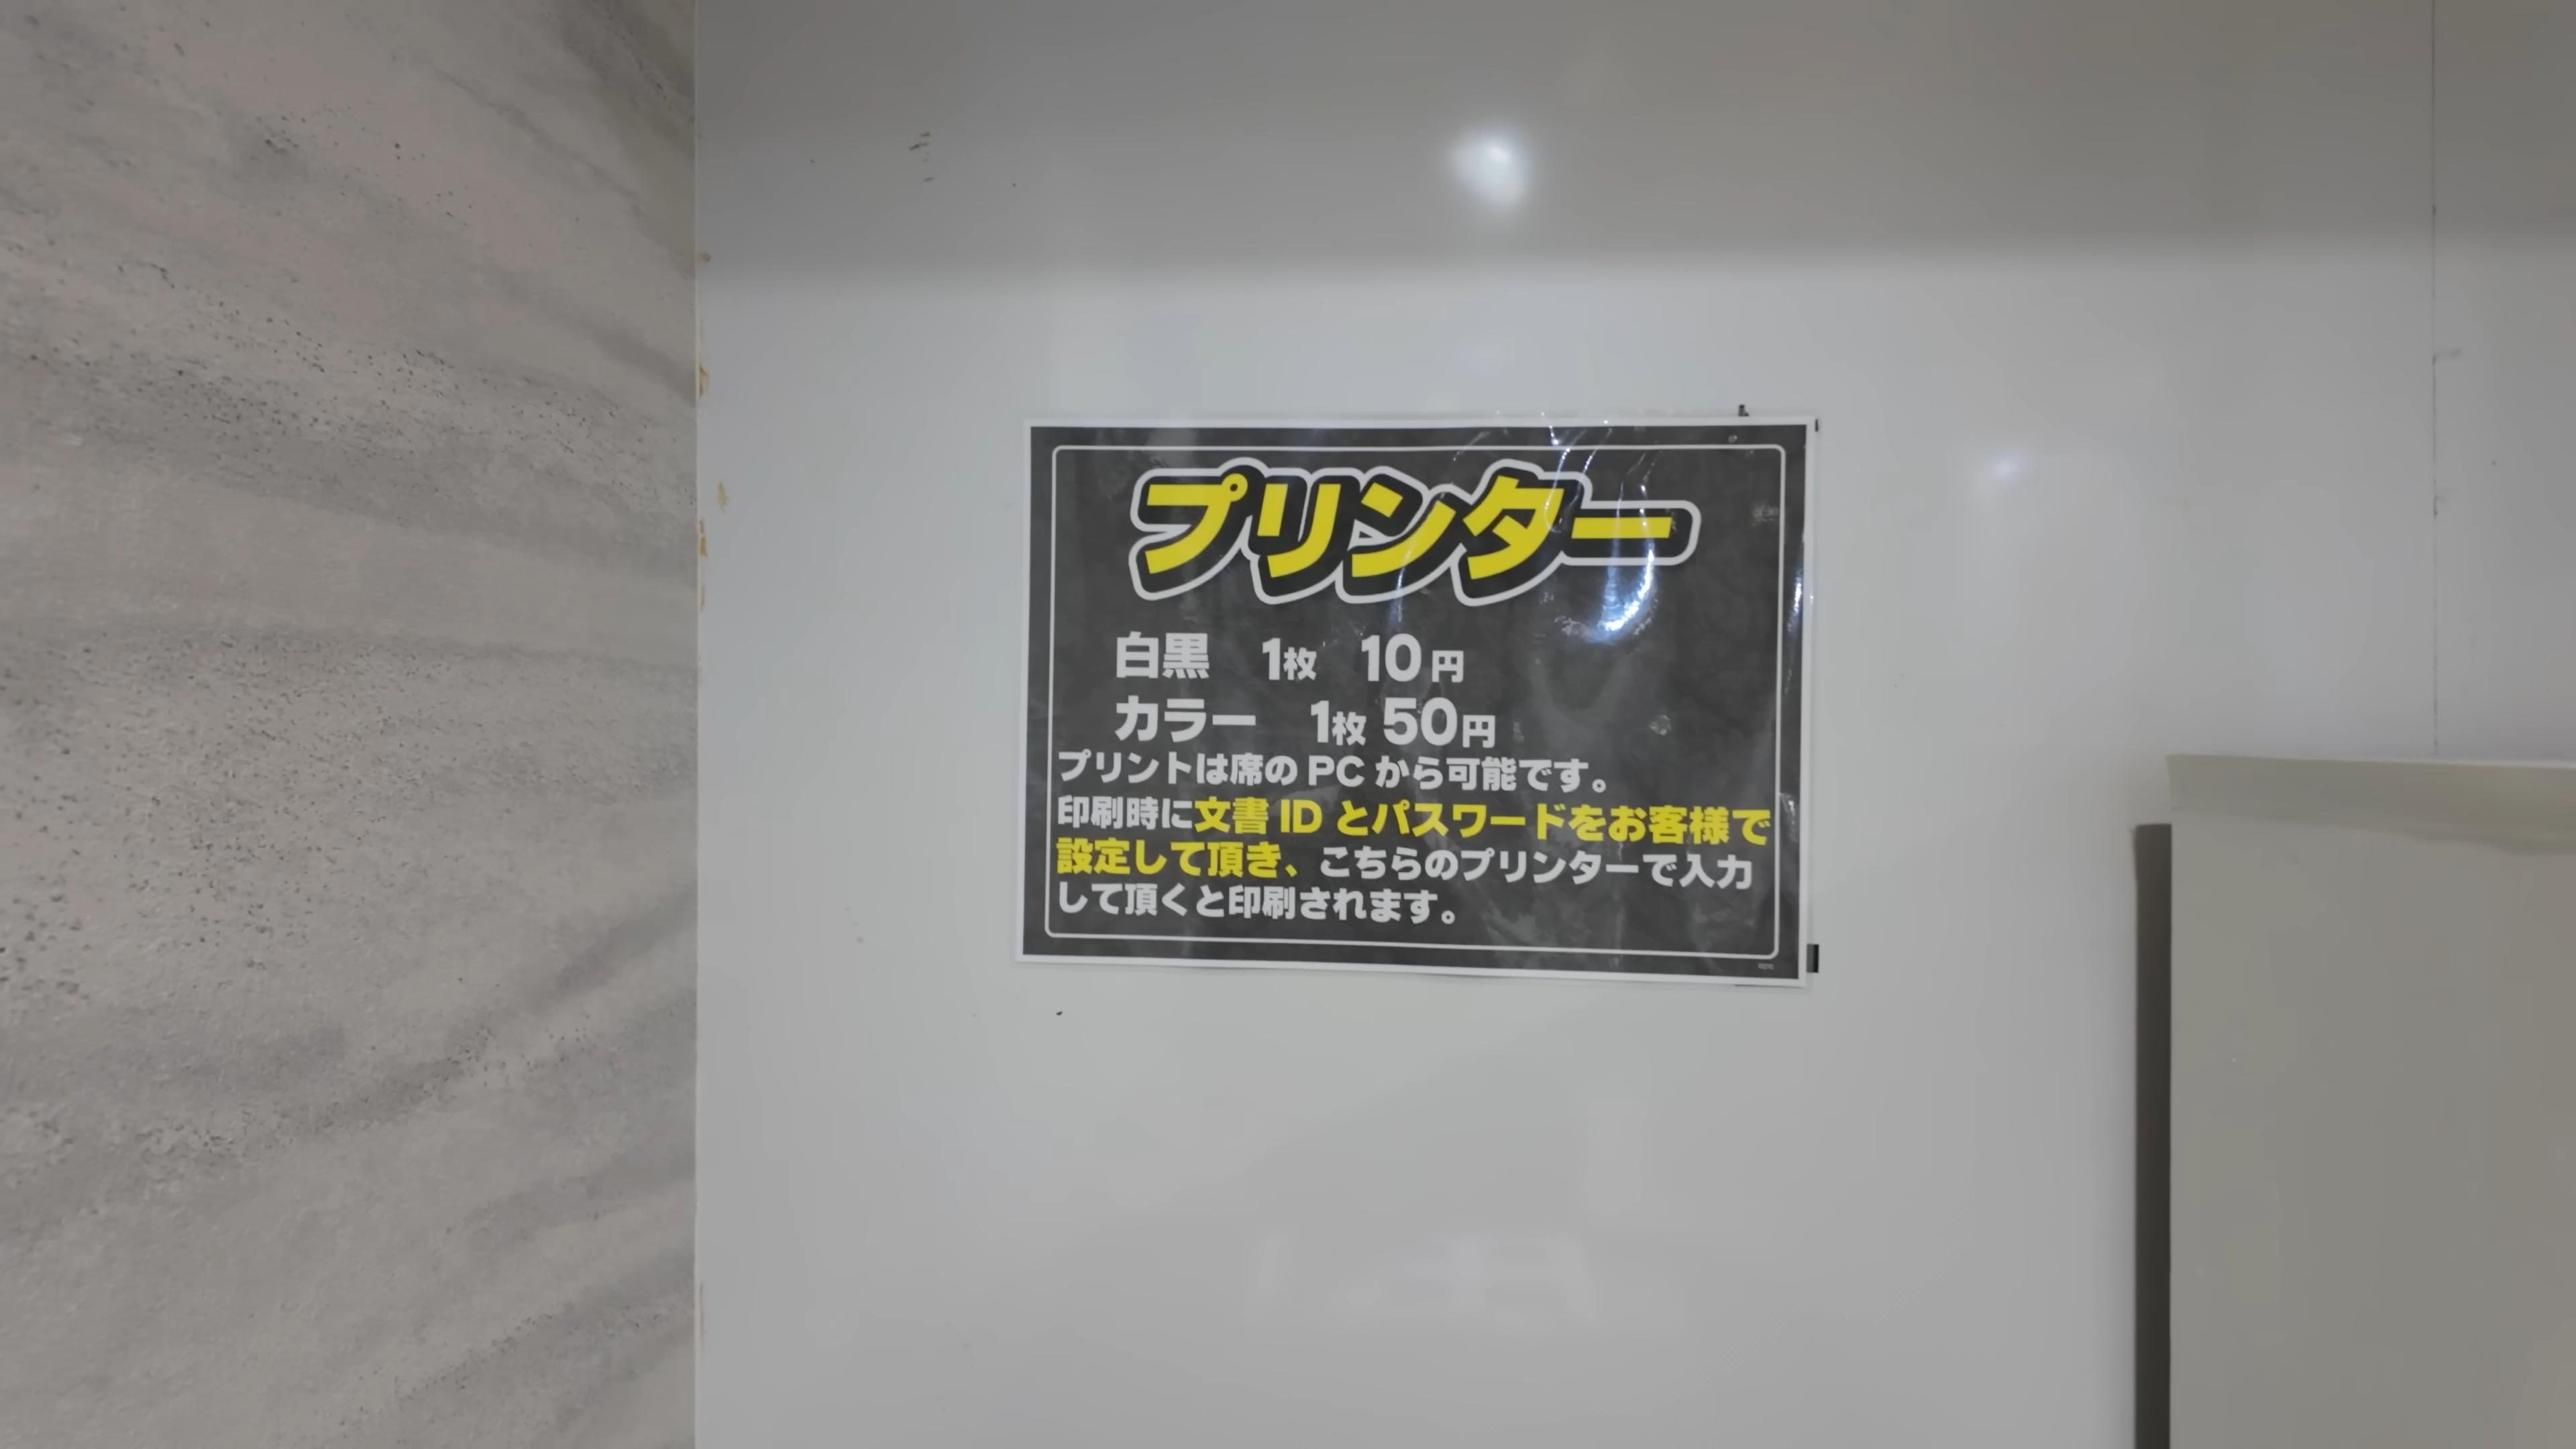 プリンター
白黒 1枚 10円
カラー 1枚 50円
プリントは席の PC から可能です。
印刷時に文書 ID とパスワードをお客様で
設定して頂き、こちらのプリンターで入力
して頂くと印刷されます。